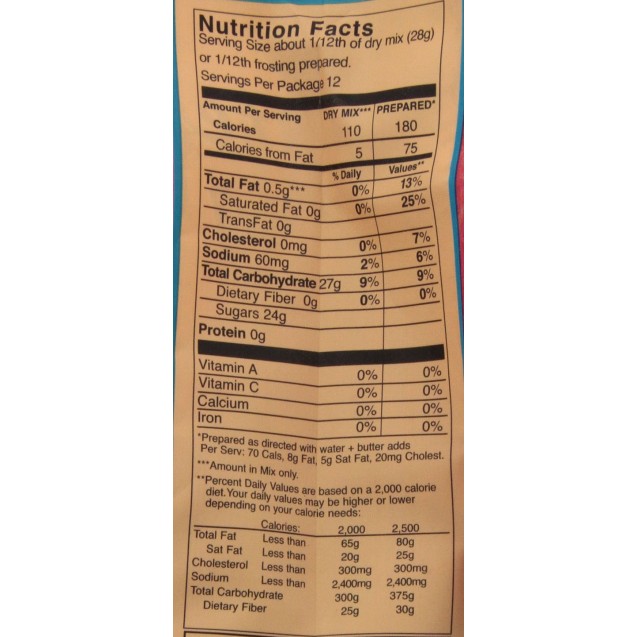 Nutrition Facts
Serving Size about 1/12th of dry mix (28g)
or 1/12th frosting prepared.
Servings Per Package 12
Amount Per Serving DRY MIX*** PREPARED*
Calories 110 180
Calories from Fat 5 75
% Daily Values**
Total Fat 0.5g*** 0% 13%
Saturated Fat 0g 0% 25%
TransFat 0g
Cholesterol 0mg 0% 7%
Sodium 60mg 2% 6%
Total Carbohydrate 27g 9% 9%
Dietary Fiber 0g 0% 0%
Sugars 24g
Protein 0g
Vitamin A 0% 0%
Vitamin C 0% 0%
Calcium 0% 0%
Iron 0% 0%
*Prepared as directed with water + butter adds
Per Serv: 70 Cals, 8g Fat, 5g Sat Fat, 20mg Cholest.
***Amount in Mix only.
**Percent Daily Values are based on a 2,000 calorie
diet.Your daily values may be higher or lower
depending on your calorie needs:
Calories: 2,000 2,500
Total Fat Less than 65g 80g
Sat Fat Less than 20g 25g
Cholesterol Less than 300mg 300mg
Sodium Less than 2,400mg 2,400mg
Total Carbohydrate 300g 375g
Dietary Fiber 25g 30g